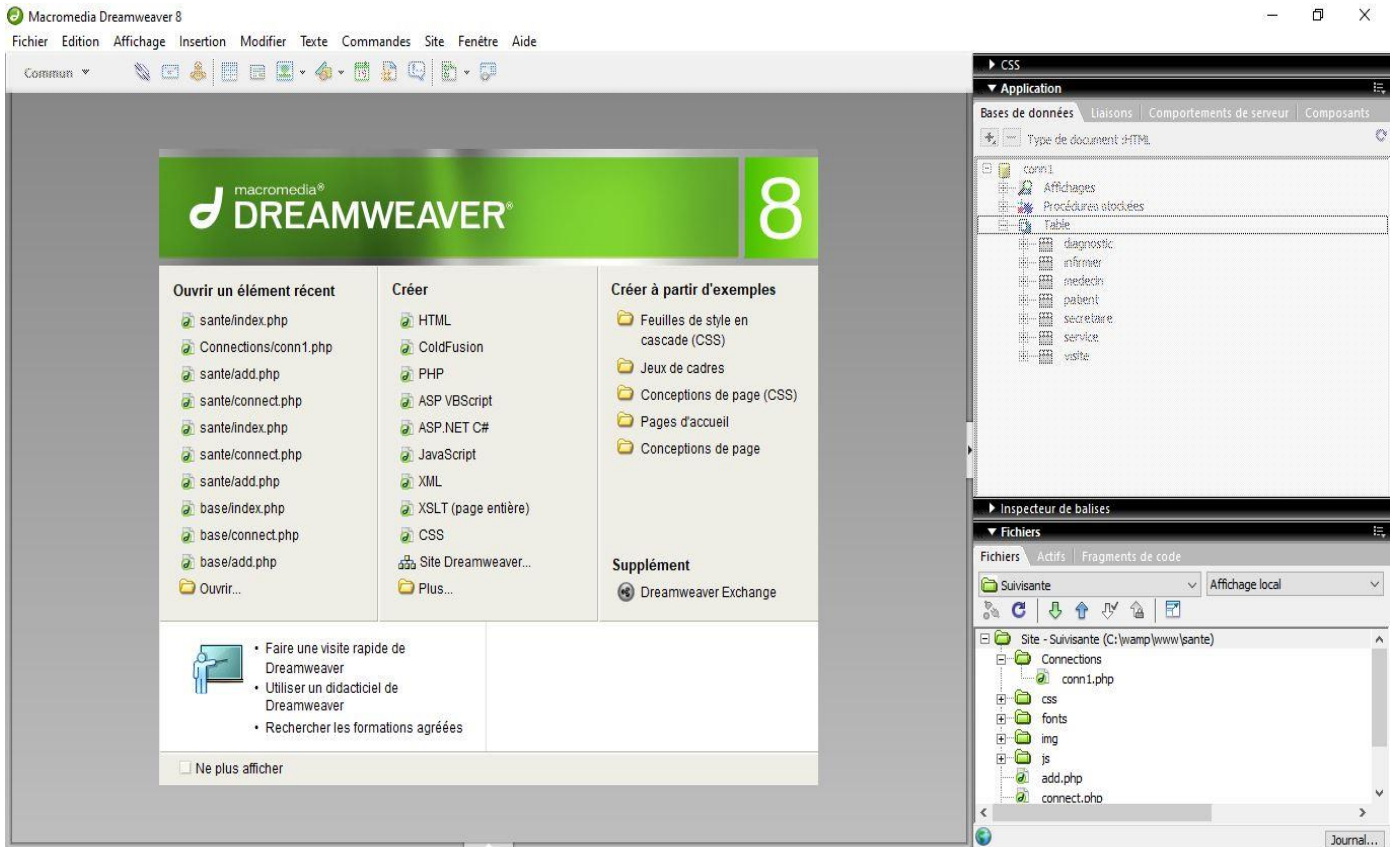 Macromedia Dreamweaver 8
Fichier Edition Affichage Insertion Modifier Texte Commandes Site Fenêtre Aide
Commun
macromedia®
DREAMWEAVER®
8
Ouvrir un élément récent
sante/index.php
Connections/conn1.php
sante/add.php
sante/connect.php
sante/index.php
sante/connect.php
sante/add.php
base/index.php
base/connect.php
base/add.php
Ouvrir...
Créer
HTML
ColdFusion
PHP
ASP VBScript
ASP.NET C#
JavaScript
XML
XSLT (page entière)
CSS
Site Dreamweaver...
Plus...
Créer à partir d'exemples
Feuilles de style en
cascade (CSS)
Jeux de cadres
Conceptions de page (CSS)
Pages d'accueil
Conceptions de page
Supplément
Dreamweaver Exchange
• Faire une visite rapide de
Dreamweaver
• Utiliser un didacticiel de
Dreamweaver
• Rechercher les formations agréées
Ne plus afficher
CSS
Application
Bases de données Liaisons Comportements de serveur Composants
Type de document :HTML
conn1
Affichages
Procédures stockées
Table
diagnostic
infirmier
medecin
patient
secretaire
service
visite
Inspecteur de balises
Fichiers
Fichiers Actifs Fragments de code
Suivisante Affichage local
Site - Suivisante (C:\wamp\www\sante)
Connections
conn1.php
css
fonts
img
js
add.php
connect.php
Journal...